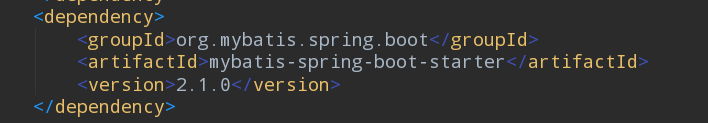 <dependency>
<groupId>org.mybatis.spring.boot</groupId>
<artifactId>mybatis-spring-boot-starter</artifactId>
<version>2.1.0</version>
</dependency>